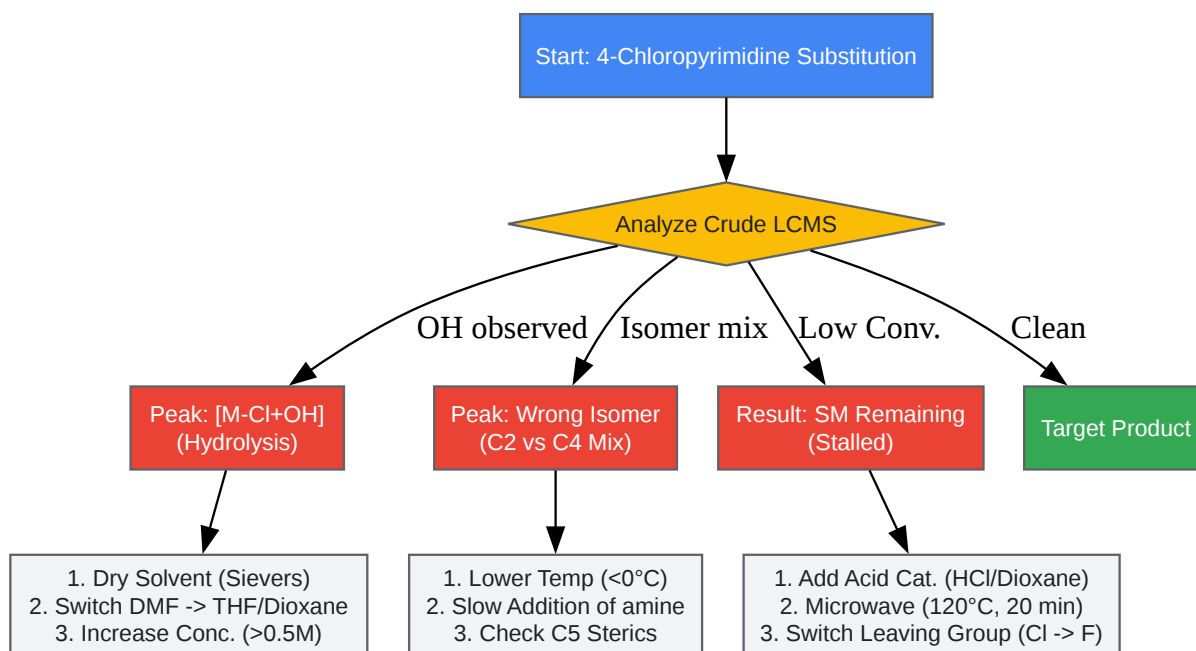 Start: 4-Chloropyrimidine Substitution
Analyze Crude LCMS
OH observed
Isomer mix
Low Conv.
Clean
Peak: [M-Cl+OH]
(Hydrolysis)
Peak: Wrong Isomer
(C2 vs C4 Mix)
Result: SM Remaining
(Stalled)
Target Product
1. Dry Solvent (Sievers)
2. Switch DMF -> THF/Dioxane
3. Increase Conc. (>0.5M)
1. Lower Temp (<0°C)
2. Slow Addition of amine
3. Check C5 Sterics
1. Add Acid Cat. (HCl/Dioxane)
2. Microwave (120°C, 20 min)
3. Switch Leaving Group (Cl -> F)